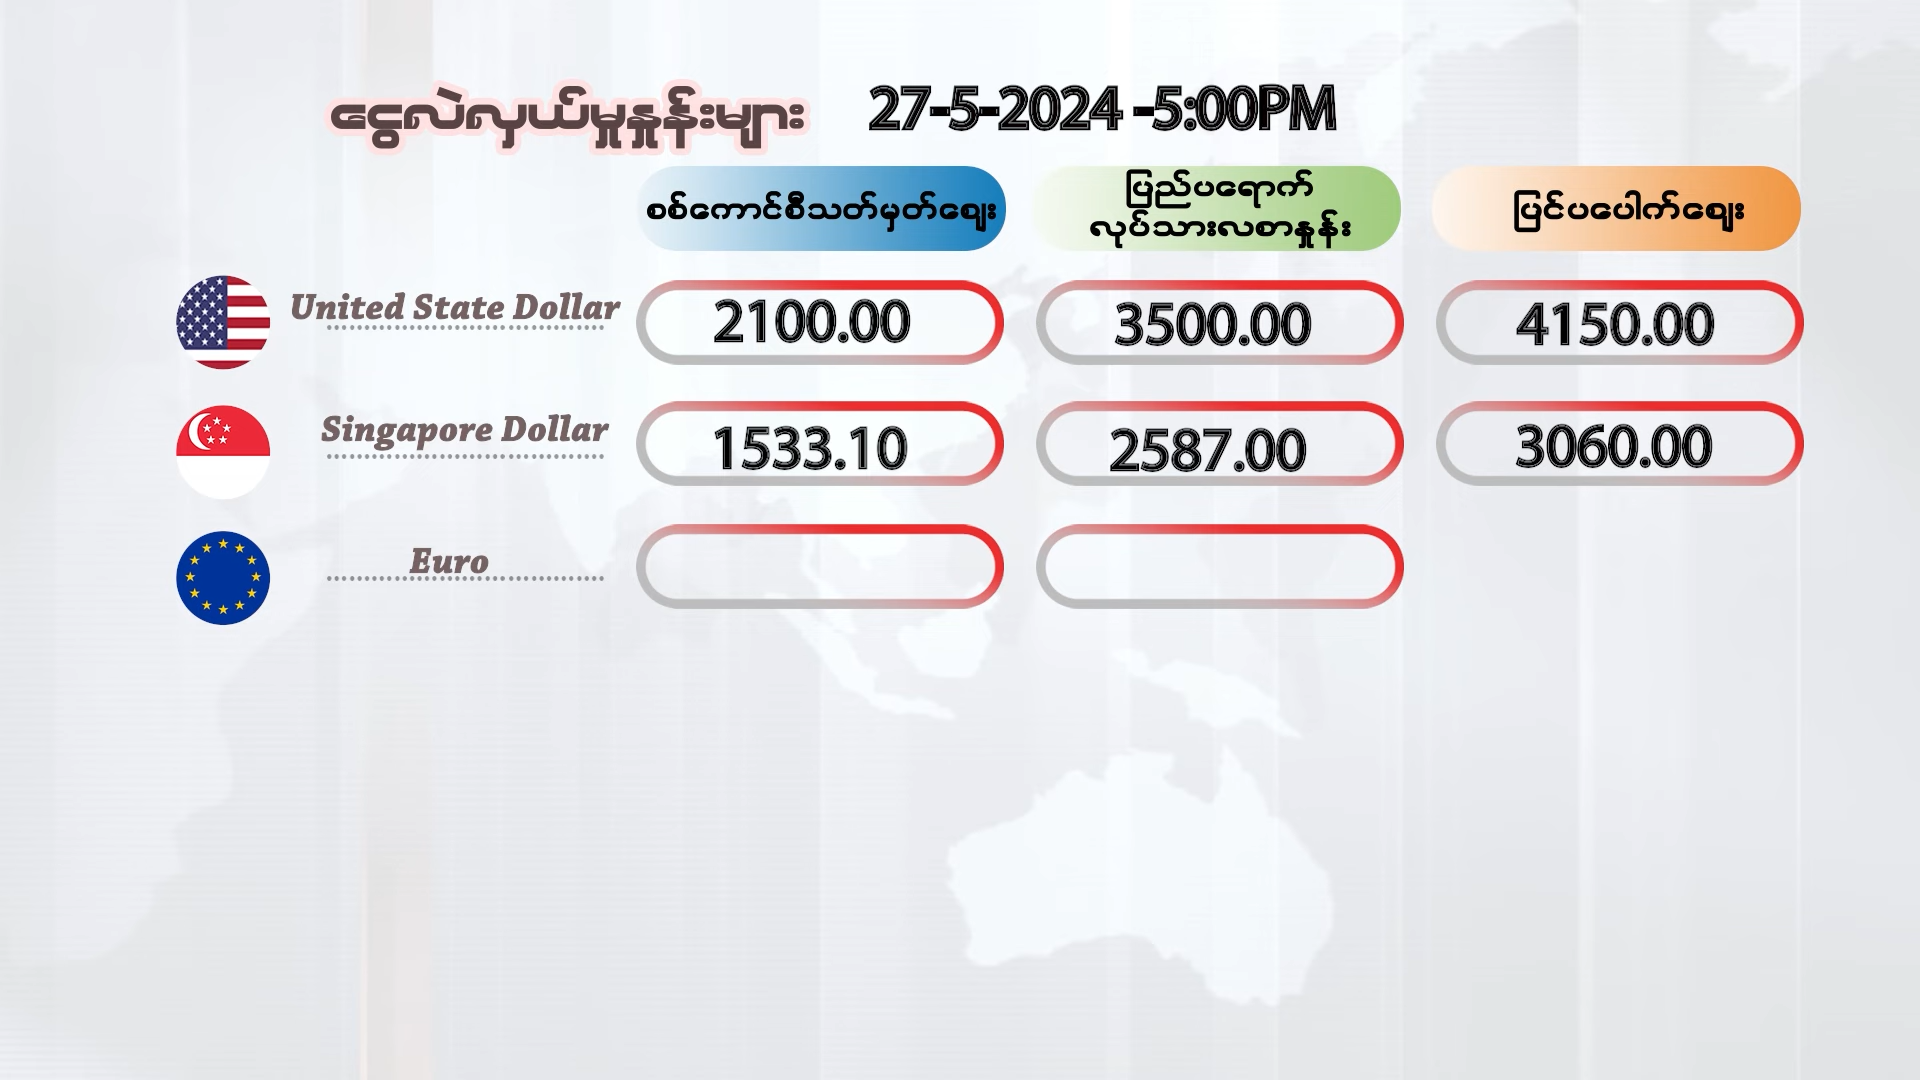 ငွေလဲလှယ်မှုနှုန်းများ 27-5-2024 -5:00PM
စစ်ကောင်စီသတ်မှတ်ဈေး
ပြည်ပရောက်
လုပ်သားလစာနှုန်း
ပြင်ပပေါက်ဈေး
United State Dollar 2100.00 3500.00 4150.00
Singapore Dollar 1533.10 2587.00 3060.00
Euro